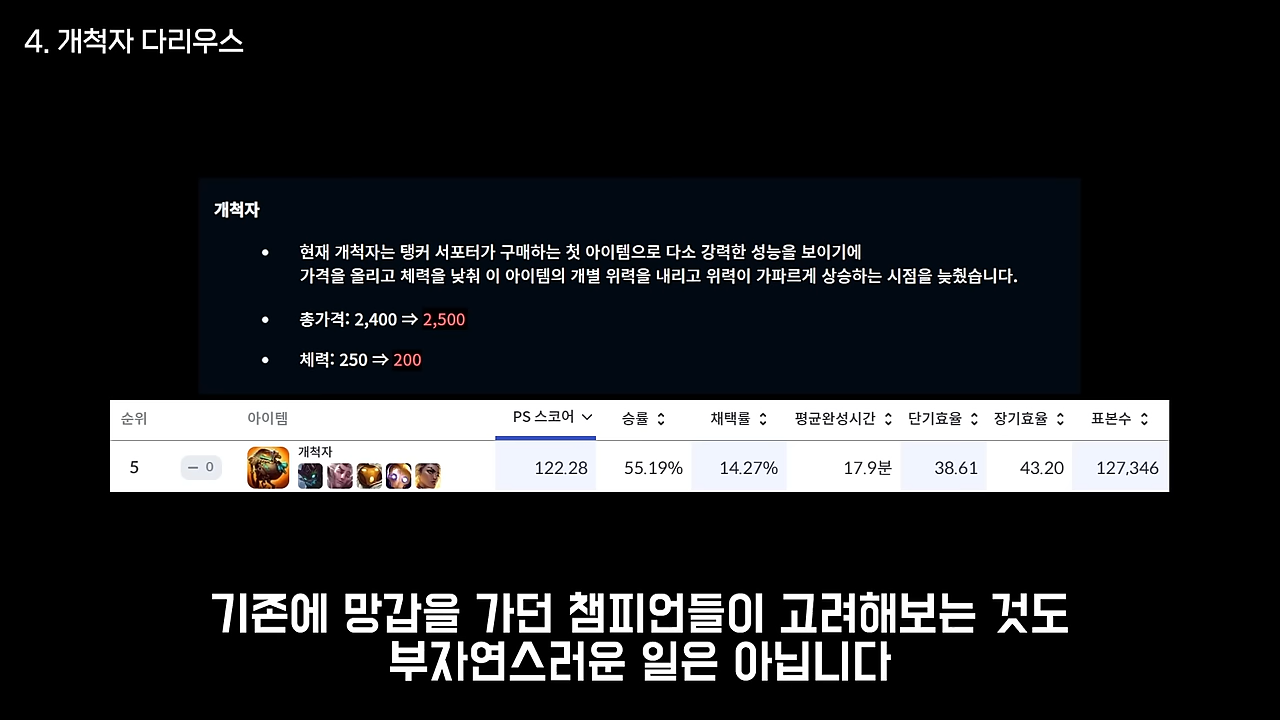 4. 개척자 다리우스
개척자
• 현재 개척자는 탱커 서포터가 구매하는 첫 아이템으로 다소 강력한 성능을 보이기에
가격을 올리고 체력을 낮춰 이 아이템의 개별 위력을 내리고 위력이 가파르게 상승하는 시점을 늦췄습니다.
• 총가격: 2,400 ⇒ 2,500
• 체력: 250 ⇒ 200
순위 아이템 PS 스코어 승률 채택률 평균완성시간 단기효율 장기효율 표본수
개척자
5 – 0 122.28 55.19% 14.27% 17.9분 38.61 43.20 127,346
기존에 망갑을 가던 챔피언들이 고려해보는 것도
부자연스러운 일은 아닙니다